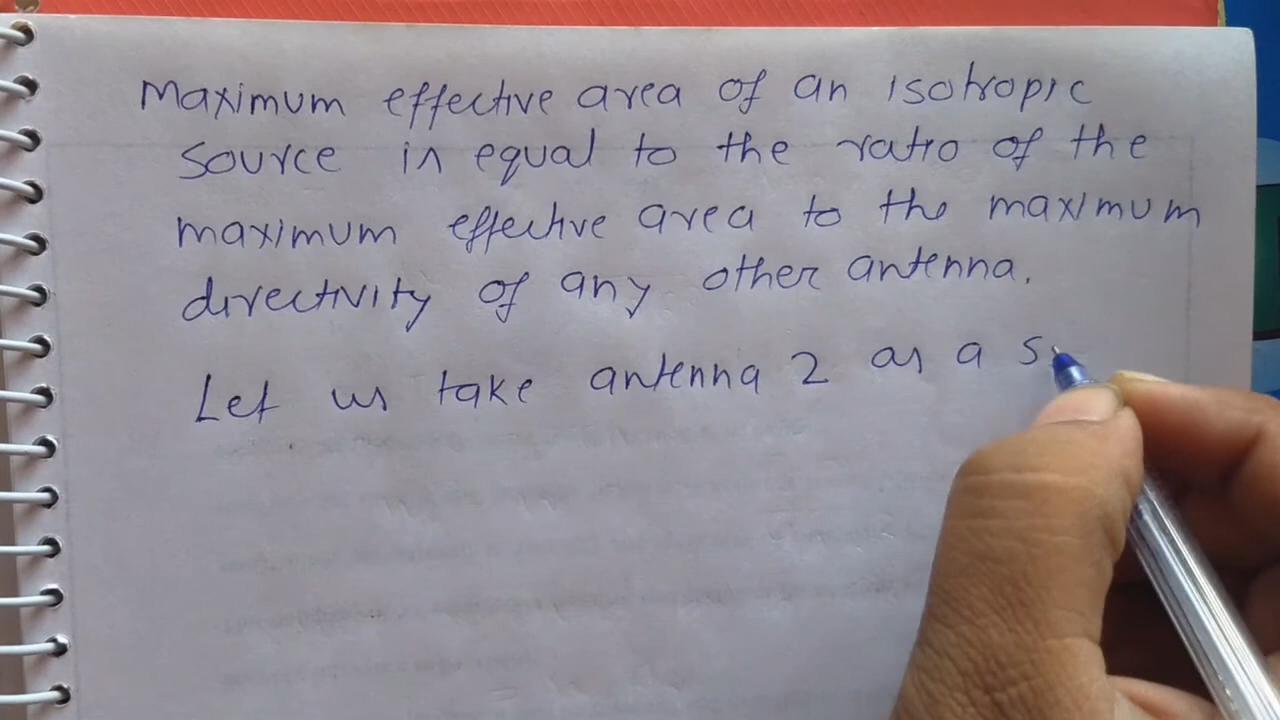 Maximum effective area of an isotropic
source is equal to the ratio of the
maximum effective area to the maximum
directivity of any other antenna.
Let us take antenna 2 as a s